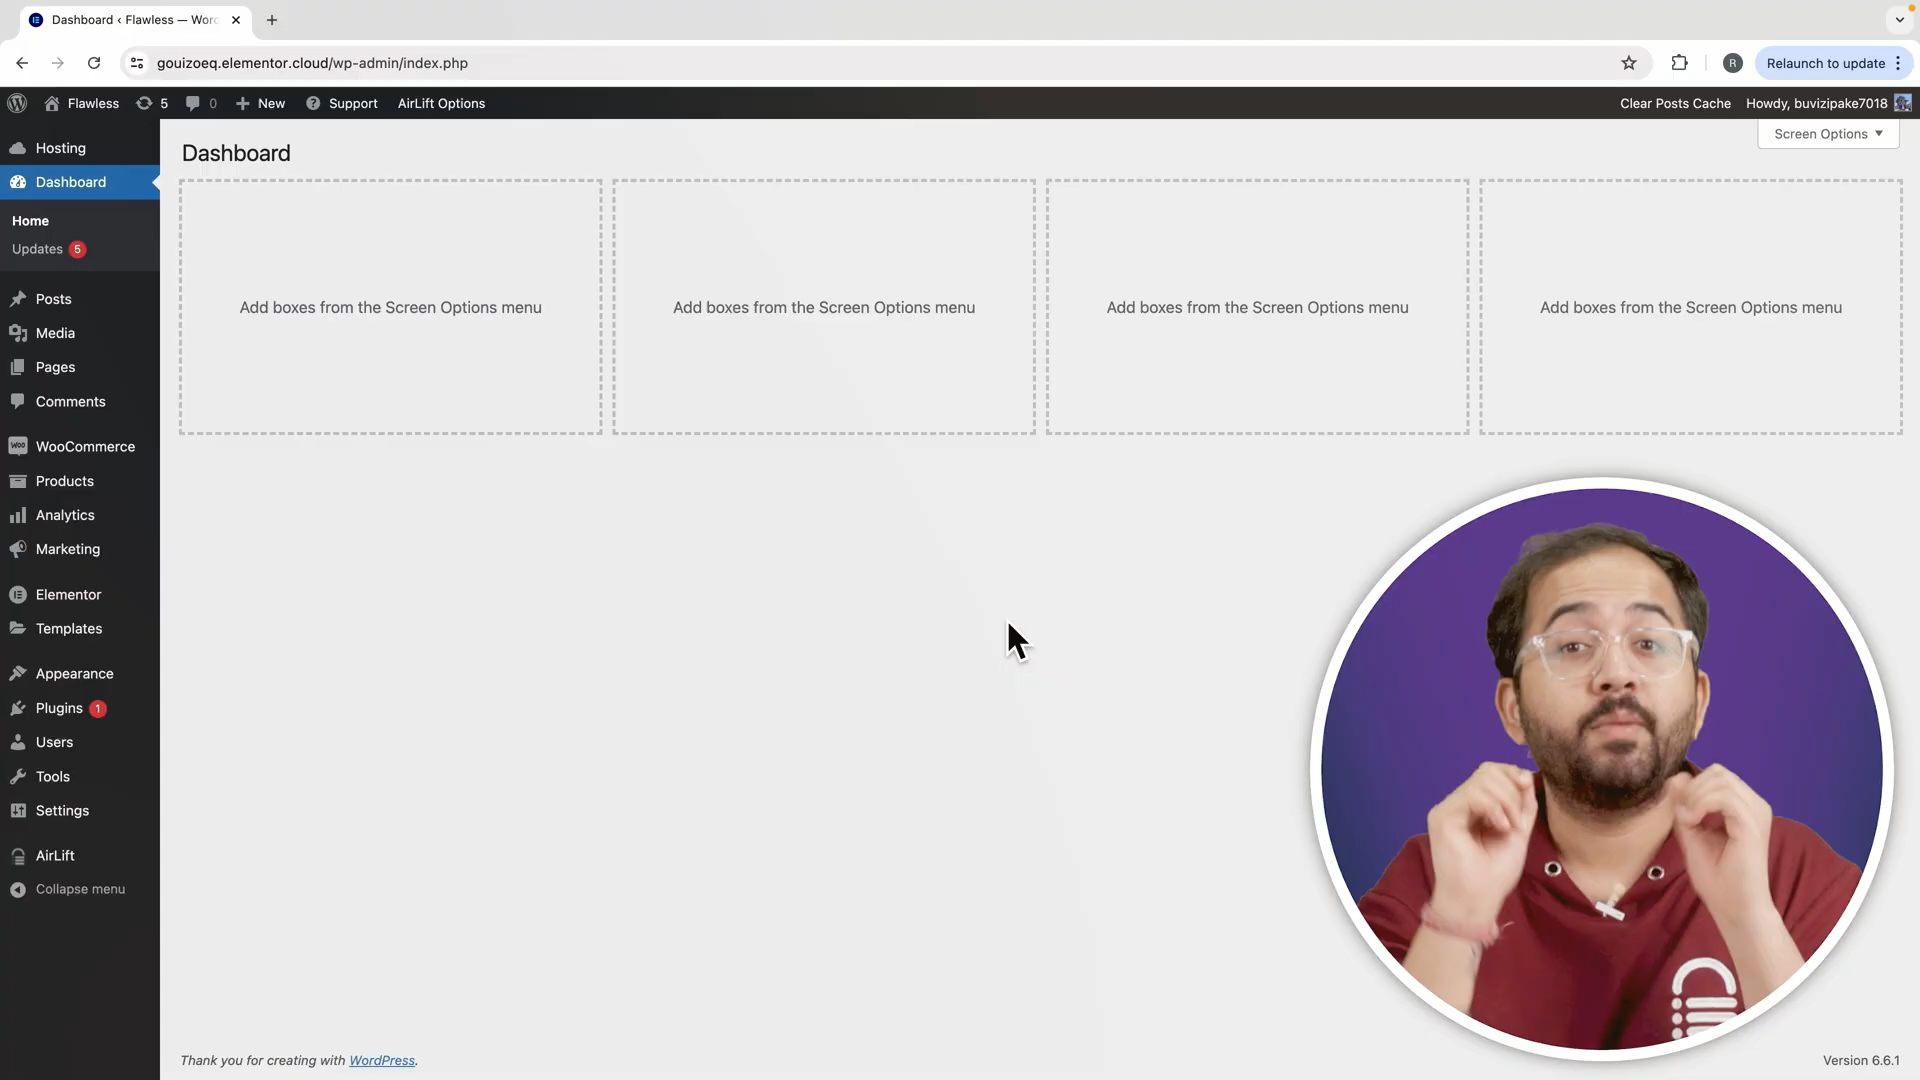 Dashboard ‹ Flawless — Worc
gouizoeq.elementor.cloud/wp-admin/index.php
R
Relaunch to update
Flawless
5
0
New
Support
AirLift Options
Clear Posts Cache
Howdy, buvizipake7018
Hosting
Dashboard
Home
Updates 5
Posts
Media
Pages
Comments
WooCommerce
Products
Analytics
Marketing
Elementor
Templates
Appearance
Plugins 1
Users
Tools
Settings
AirLift
Collapse menu
Screen Options
Dashboard
Add boxes from the Screen Options menu
Add boxes from the Screen Options menu
Add boxes from the Screen Options menu
Add boxes from the Screen Options menu
Thank you for creating with WordPress.
Version 6.6.1